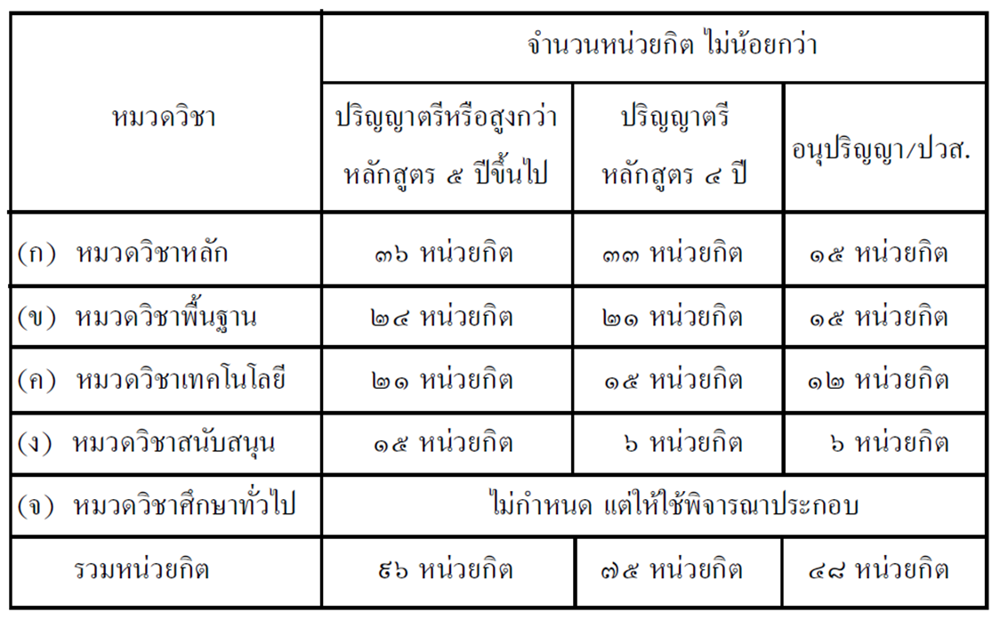 จำนวนหน่วยกิต ไม่น้อยกว่า
หมวดวิชา
ปริญญาตรีหรือสูงกว่า
หลักสูตร ๕ ปีขึ้นไป
ปริญญาตรี
หลักสูตร ๔ ปี
อนุปริญญา/ปวส.
(ก) หมวดวิชาหลัก ๓๖ หน่วยกิต ๓๓ หน่วยกิต ๑๕ หน่วยกิต
(ข) หมวดวิชาพื้นฐาน ๒๔ หน่วยกิต ๒๑ หน่วยกิต ๑๕ หน่วยกิต
(ค) หมวดวิชาเทคโนโลยี ๒๑ หน่วยกิต ๑๕ หน่วยกิต ๑๒ หน่วยกิต
(ง) หมวดวิชาสนับสนุน ๑๕ หน่วยกิต ๖ หน่วยกิต ๖ หน่วยกิต
(จ) หมวดวิชาศึกษาทั่วไป ไม่กำหนด แต่ให้ใช้พิจารณาประกอบ
รวมหน่วยกิต ๙๖ หน่วยกิต ๗๕ หน่วยกิต ๔๘ หน่วยกิต